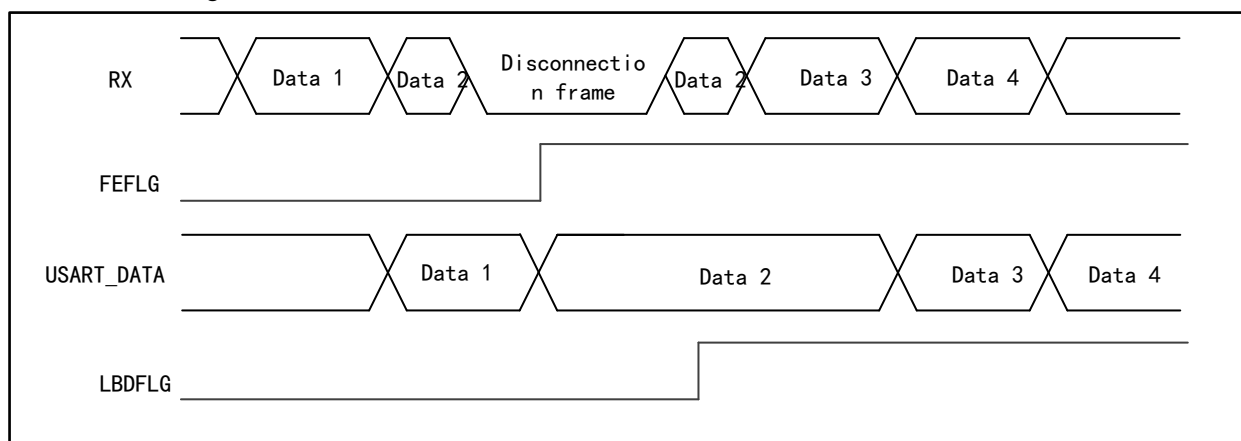 RX
Data 1
Data 2
Disconnectio
n frame
Data 2
Data 3
Data 4
FEFLG
USART_DATA
Data 1
Data 2
Data 3
Data 4
LBDFLG